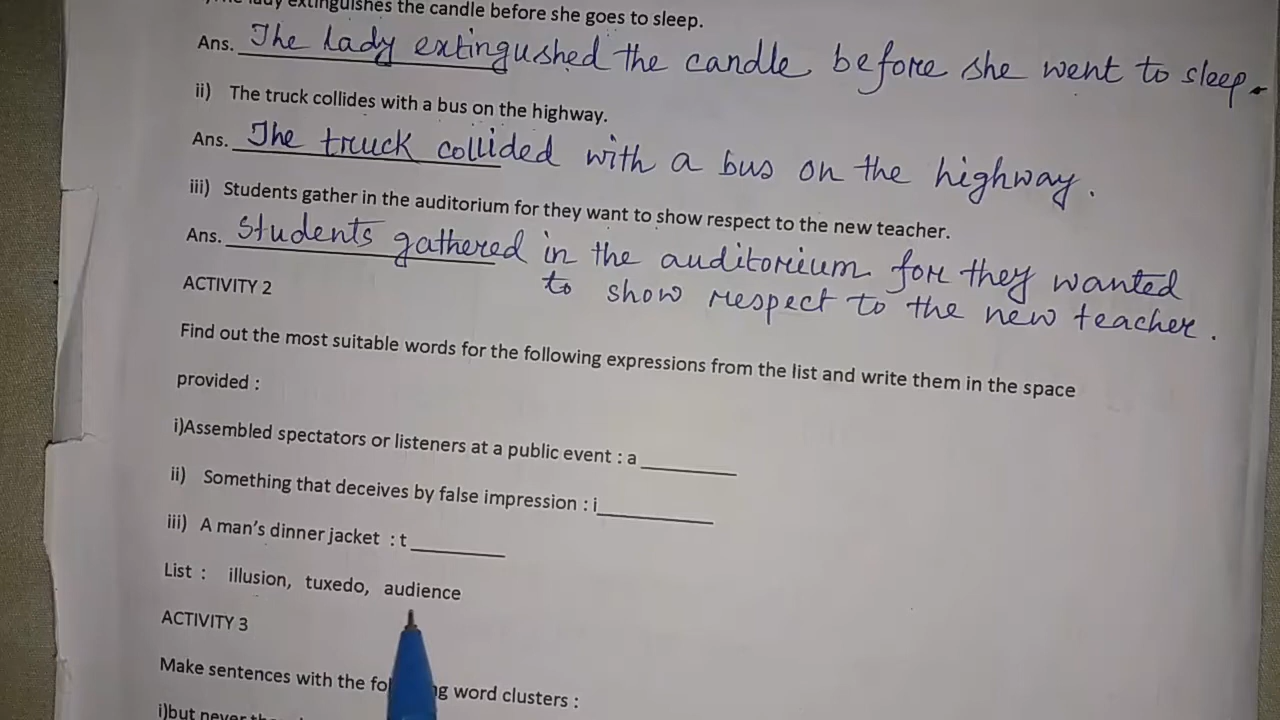 lady extinguishes the candle before she goes to sleep.
Ans. The lady extingushed the candle before she went to sleep.
ii) The truck collides with a bus on the highway.
Ans. The truck collided with a bus on the highway.
iii) Students gather in the auditorium for they want to show respect to the new teacher.
Ans. Students gathered in the auditorium for they wanted
to show respect to the new teacher.
ACTIVITY 2
Find out the most suitable words for the following expressions from the list and write them in the space
provided :
i)Assembled spectators or listeners at a public event : a _________
ii) Something that deceives by false impression : i___________
iii) A man's dinner jacket : t _________
List : illusion, tuxedo, audience
ACTIVITY 3
Make sentences with the word clusters :
i)but never